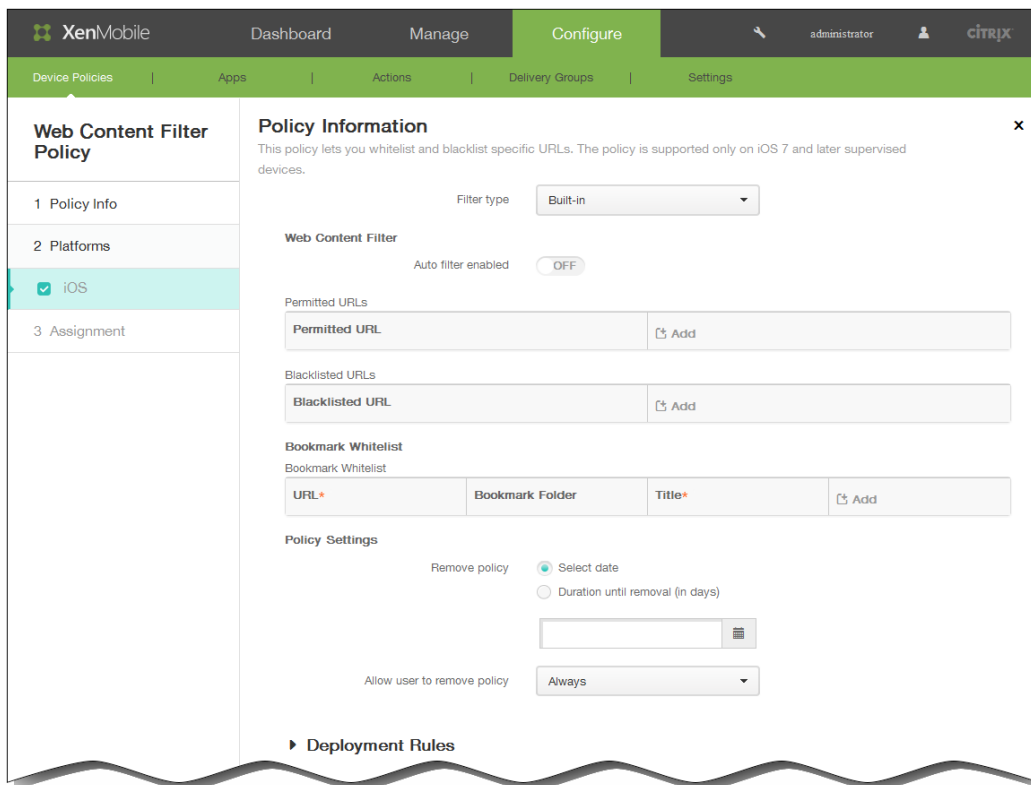 XenMobile Dashboard Manage Configure administrator CITRIX
Device Policies | Apps | Actions | Delivery Groups | Settings
Web Content Filter
Policy
1 Policy Info
2 Platforms
iOS
3 Assignment
Policy Information
This policy lets you whitelist and blacklist specific URLs. The policy is supported only on iOS 7 and later supervised
devices.
Filter type Built-in
Web Content Filter
Auto filter enabled OFF
Permitted URLs
Permitted URL Add
Blacklisted URLs
Blacklisted URL Add
Bookmark Whitelist
Bookmark Whitelist
URL* Bookmark Folder Title* Add
Policy Settings
Remove policy Select date
Duration until removal (in days)
Allow user to remove policy Always
Deployment Rules